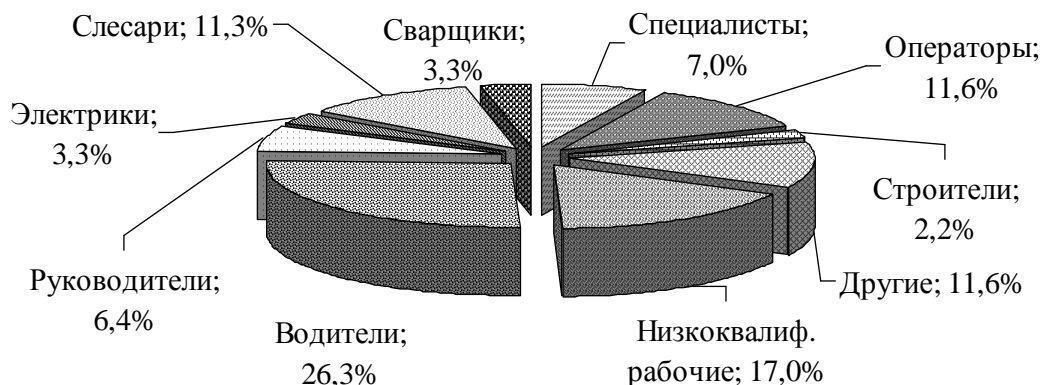 Слесари; 11,3%
Сварщики;
3,3%
Специалисты;
7,0%
Операторы;
11,6%
Электрики;
3,3%
Строители;
2,2%
Руководители;
6,4%
Другие; 11,6%
Водители;
26,3%
Низкоквалиф.
рабочие; 17,0%